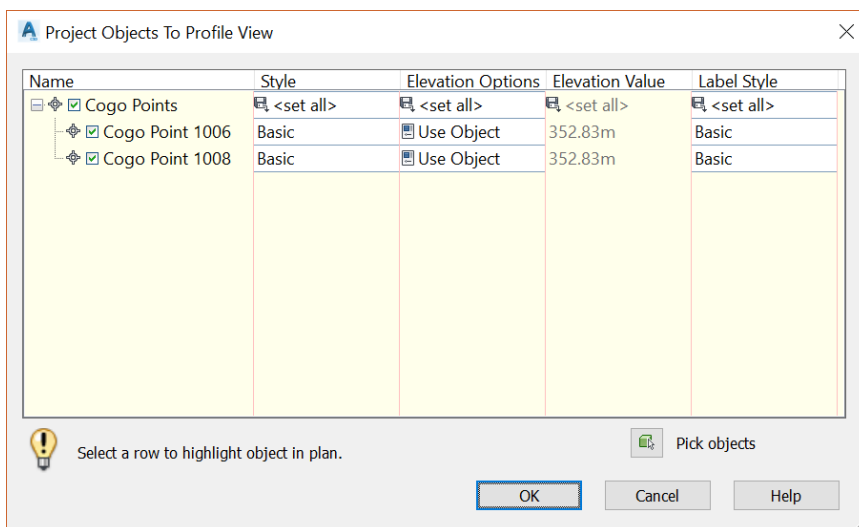 Project Objects To Profile View
Name Style Elevation Options Elevation Value Label Style
Cogo Points <set all> <set all> <set all> <set all>
Cogo Point 1006 Basic Use Object 352.83m Basic
Cogo Point 1008 Basic Use Object 352.83m Basic
Select a row to highlight object in plan. Pick objects
OK Cancel Help